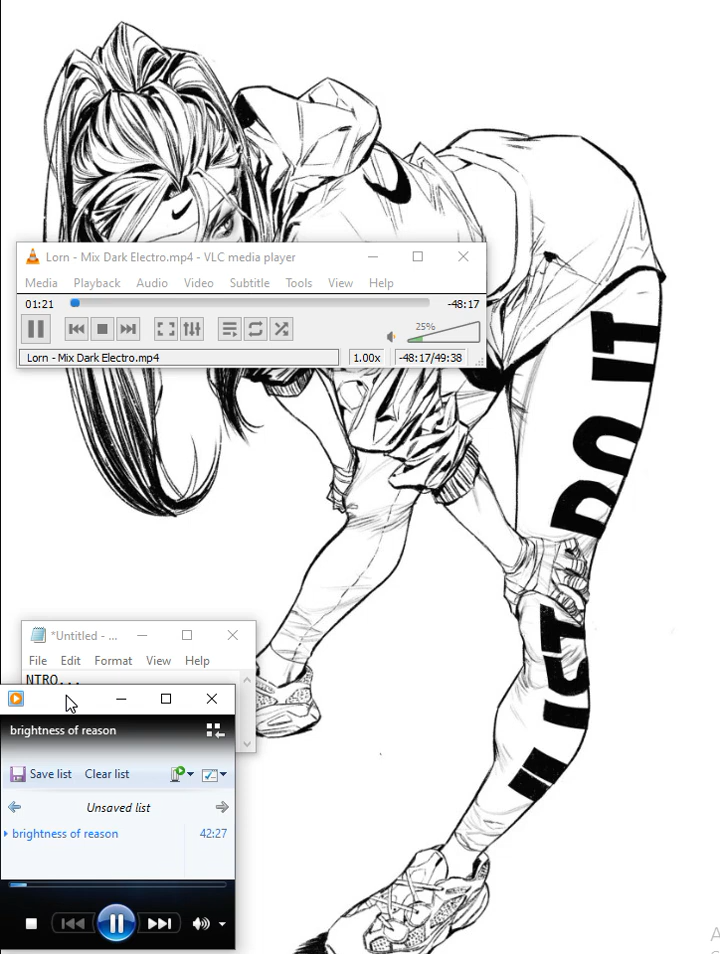 Lorn - Mix Dark Electro.mp4 - VLC media player
Media Playback Audio Video Subtitle Tools View Help
01:21 -48:17
25%
Lorn - Mix Dark Electro.mp4 1.00x -48:17/49:38
IT
DO
*Untitled - ...
File Edit Format View Help
NTRO...
brightness of reason
Save list Clear list
Unsaved list
brightness of reason 42:27